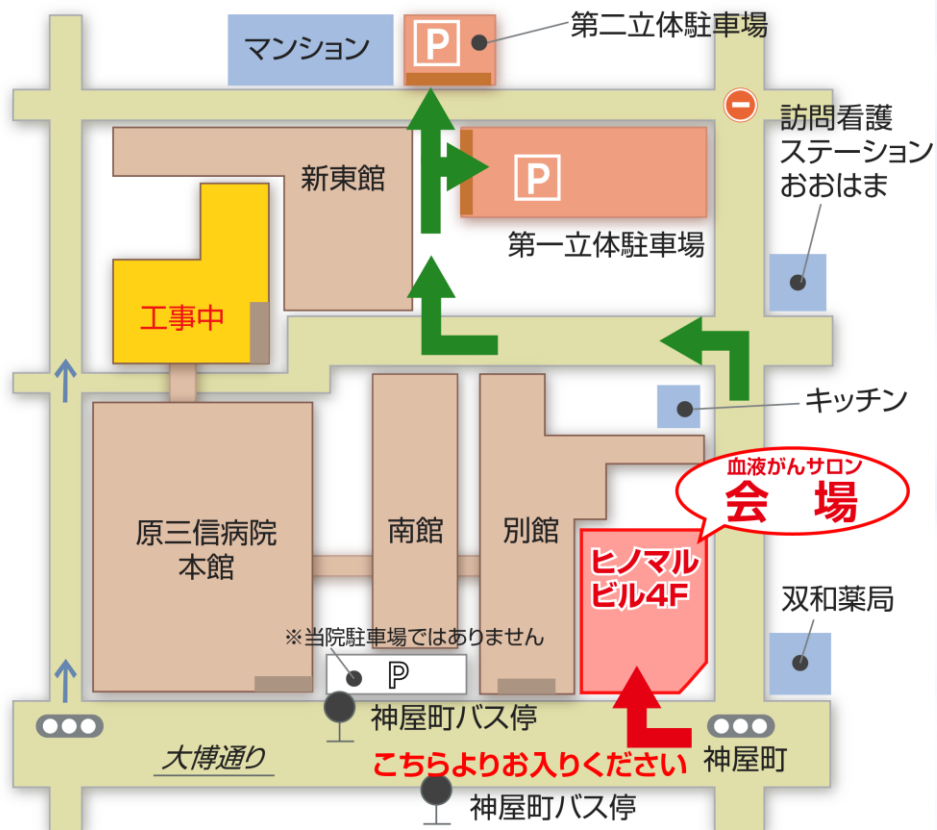 マンション
P
第二立体駐車場
訪問看護
ステーション
おおはま
新東館
P
第一立体駐車場
工事中
キッチン
血液がんサロン
会 場
原三信病院
本館
南館
別館
ヒノマル
ビル4F
双和薬局
※当院駐車場ではありません
P
神屋町バス停
神屋町
大博通り
こちらよりお入りください
神屋町バス停